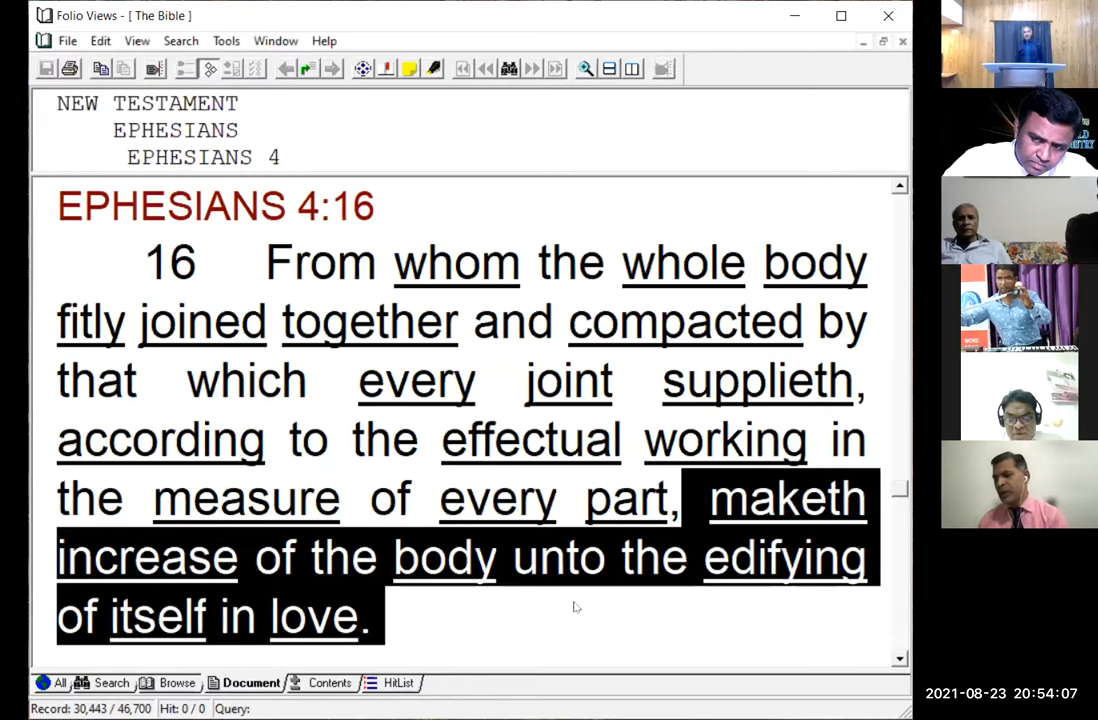 Folio Views - [ The Bible ]
File Edit View Search Tools Window Help
NEW TESTAMENT
EPHESIANS
EPHESIANS 4
EPHESIANS 4:16
16 From whom the whole body
fitly joined together and compacted by
that which every joint supplieth,
according to the effectual working in
the measure of every part, maketh
increase of the body unto the edifying
of itself in love.
All Search Browse Document Contents HitList
Record: 30,443 / 46,700 Hit: 0 / 0 Query:
WORD
2021-08-23 20:54:07